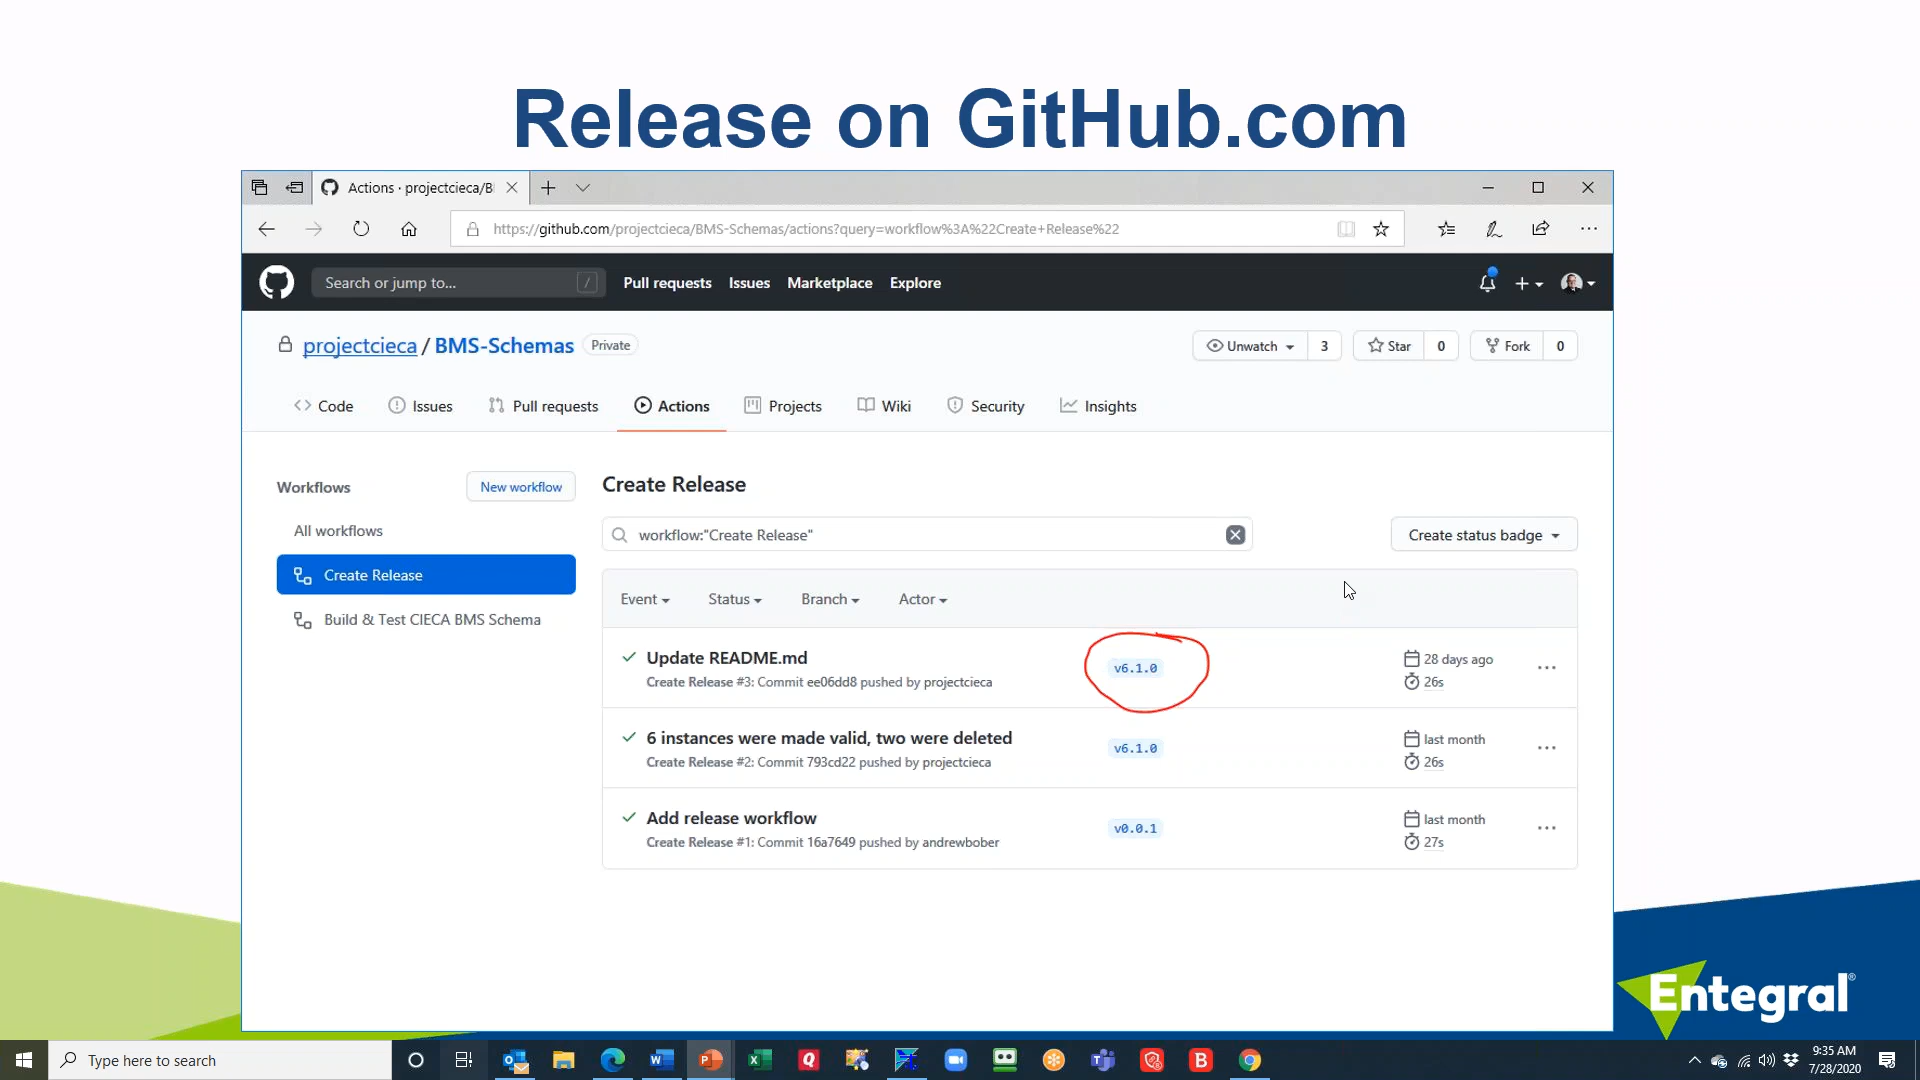 Release on GitHub.com
Actions · projectcieca/B
https://github.com/projectcieca/BMS-Schemas/actions?query=workflow%3A%22Create+Release%22
Search or jump to... /
Pull requests Issues Marketplace Explore
projectcieca / BMS-Schemas Private
Unwatch 3 Star 0 Fork 0
Code Issues Pull requests Actions Projects Wiki Security Insights
Workflows New workflow
All workflows
Create Release
Build & Test CIECA BMS Schema
Create Release
workflow:"Create Release"
Create status badge
Event Status Branch Actor
Update README.md v6.1.0 28 days ago
Create Release #3: Commit ee06dd8 pushed by projectcieca 26s
6 instances were made valid, two were deleted v6.1.0 last month
Create Release #2: Commit 793cd22 pushed by projectcieca 26s
Add release workflow v0.0.1 last month
Create Release #1: Commit 16a7649 pushed by andrewbober 27s
Entegral®
Type here to search
9:35 AM
7/28/2020